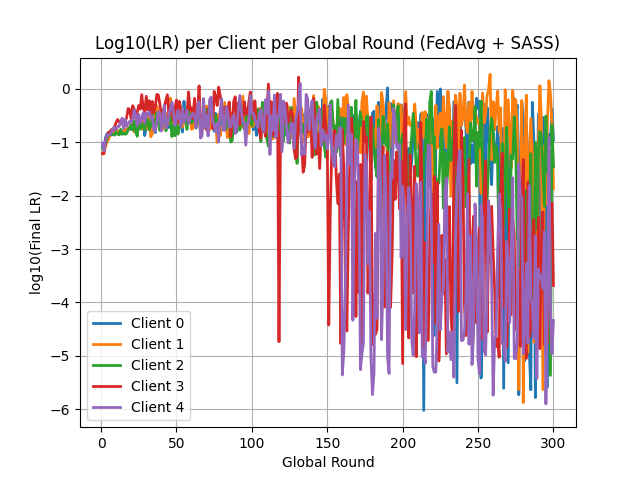 Log10(LR) per Client per Global Round (FedAvg + SASS)
log10(Final LR)
0
−1
−2
−3
−4
−5
−6
Client 0
Client 1
Client 2
Client 3
Client 4
0 50 100 150 200 250 300
Global Round